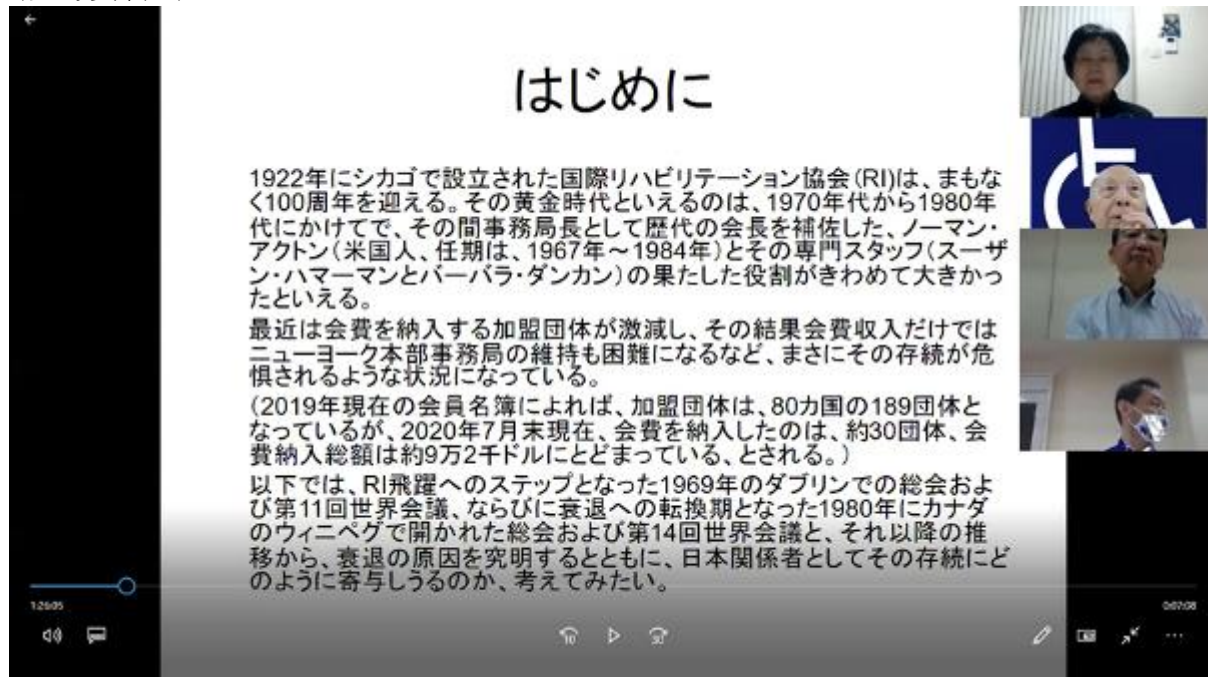 はじめに
1922年にシカゴで設立された国際リハビリテーション協会(RI)は、まもな
く100周年を迎える。その黄金時代といえるのは、1970年代から1980年
代にかけてで、その間事務局長として歴代の会長を補佐した、ノーマン・
アクトン(米国人、任期は、1967年～1984年)とその専門スタッフ(スーザ
ン・ハマーマンとバーバラ・ダンカン)の果たした役割がきわめて大きかっ
たといえる。
最近は会費を納入する加盟団体が激減し、その結果会費収入だけでは
ニューヨーク本部事務局の維持も困難になるなど、まさにその存続が危
惧されるような状況になっている。
(2019年現在の会員名簿によれば、加盟団体は、80カ国の189団体と
なっているが、2020年7月末現在、会費を納入したのは、約30団体、会
費納入総額は約9万2千ドルにとどまっている、とされる。)
以下では、RI飛躍へのステップとなった1969年のダブリンでの総会およ
び第11回世界会議、ならびに衰退への転換期となった1980年にカナダ
のウィニペグで開かれた総会および第14回世界会議と、それ以降の推
移から、衰退の原因を究明するとともに、日本関係者としてその存続にど
のように寄与しうるのか、考えてみたい。
1:26:05
0:07:08
10
30